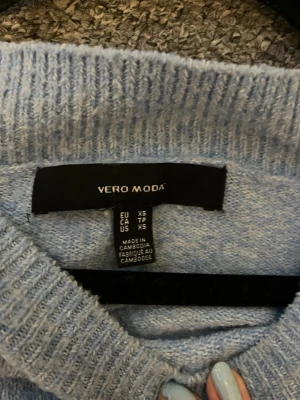 VERO MODA
EU XS
CA TP
US XS
MADE IN
CAMBODIA
FABRIQUÉ AU
CAMBODGE